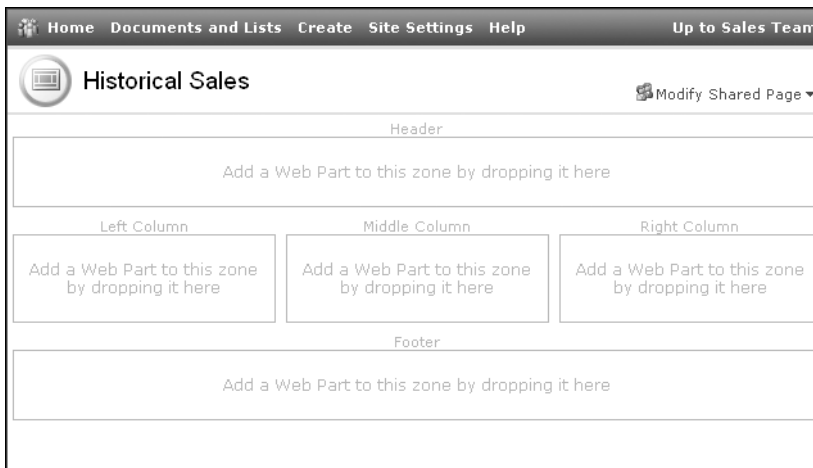 Home Documents and Lists Create Site Settings Help Up to Sales Team
Historical Sales
Modify Shared Page
Header
Add a Web Part to this zone by dropping it here
Left Column Middle Column Right Column
Add a Web Part to this zone by dropping it here
Add a Web Part to this zone by dropping it here
Add a Web Part to this zone by dropping it here
Footer
Add a Web Part to this zone by dropping it here